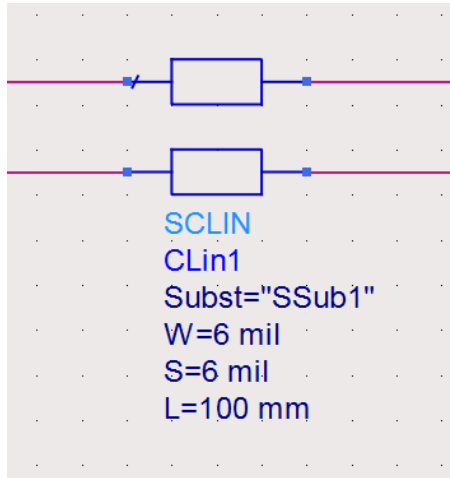 SCLIN
CLin1
Subst="SSub1"
W=6 mil
S=6 mil
L=100 mm